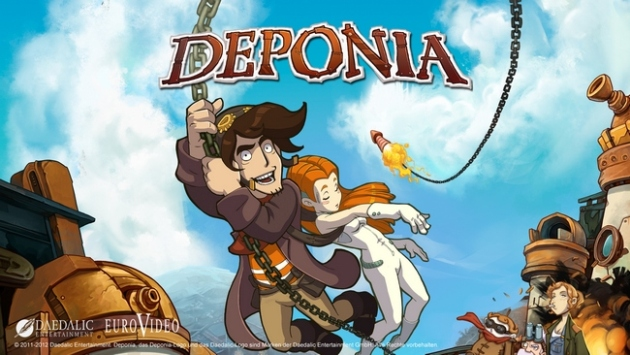 DEPONIA
DAEDALIC EUROVIDEO
ENTERTAINMENT
© 2011-2012 Daedalic Entertainment. Deponia, das Deponia-Logo und das Daedalic-Logo sind Marken der Daedalic Entertainment GmbH. Alle Rechte vorbehalten.